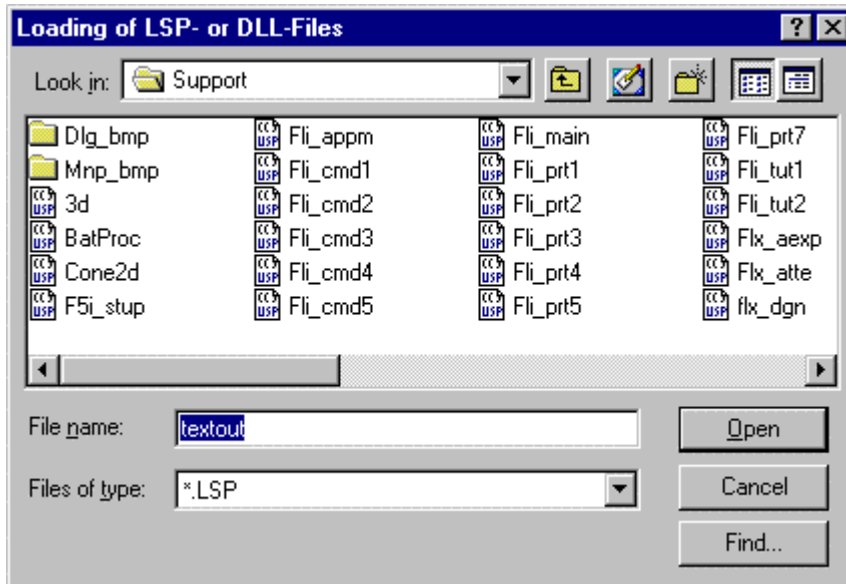 Loading of LSP- or DLL-Files
Look in: Support
Dlg_bmp Fli_appm Fli_main Fli_prt7
Mnp_bmp Fli_cmd1 Fli_prt1 Fli_tut1
3d Fli_cmd2 Fli_prt2 Fli_tut2
BatProc Fli_cmd3 Fli_prt3 Flx_aexp
Cone2d Fli_cmd4 Fli_prt4 Flx_atte
F5i_stup Fli_cmd5 Fli_prt5 flx_dgn
File name: textout Open
Files of type: *.LSP Cancel
Find...